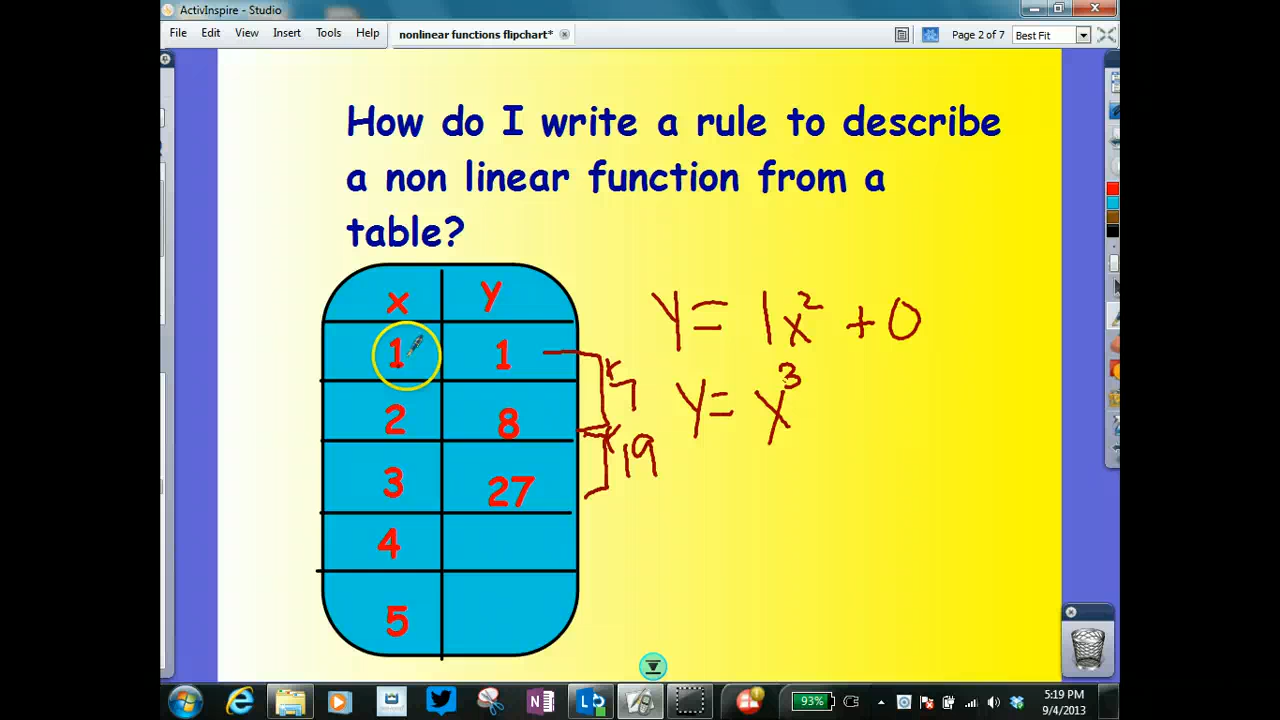 ActivInspire - Studio
File Edit View Insert Tools Help
nonlinear functions flipchart*
Page 2 of 7
Best Fit
How do I write a rule to describe
a non linear function from a
table?
x y
1 1
2 8
3 27
4
5
+7
+19
y = 1x² + 0
y = x³
93%
5:19 PM
9/4/2013